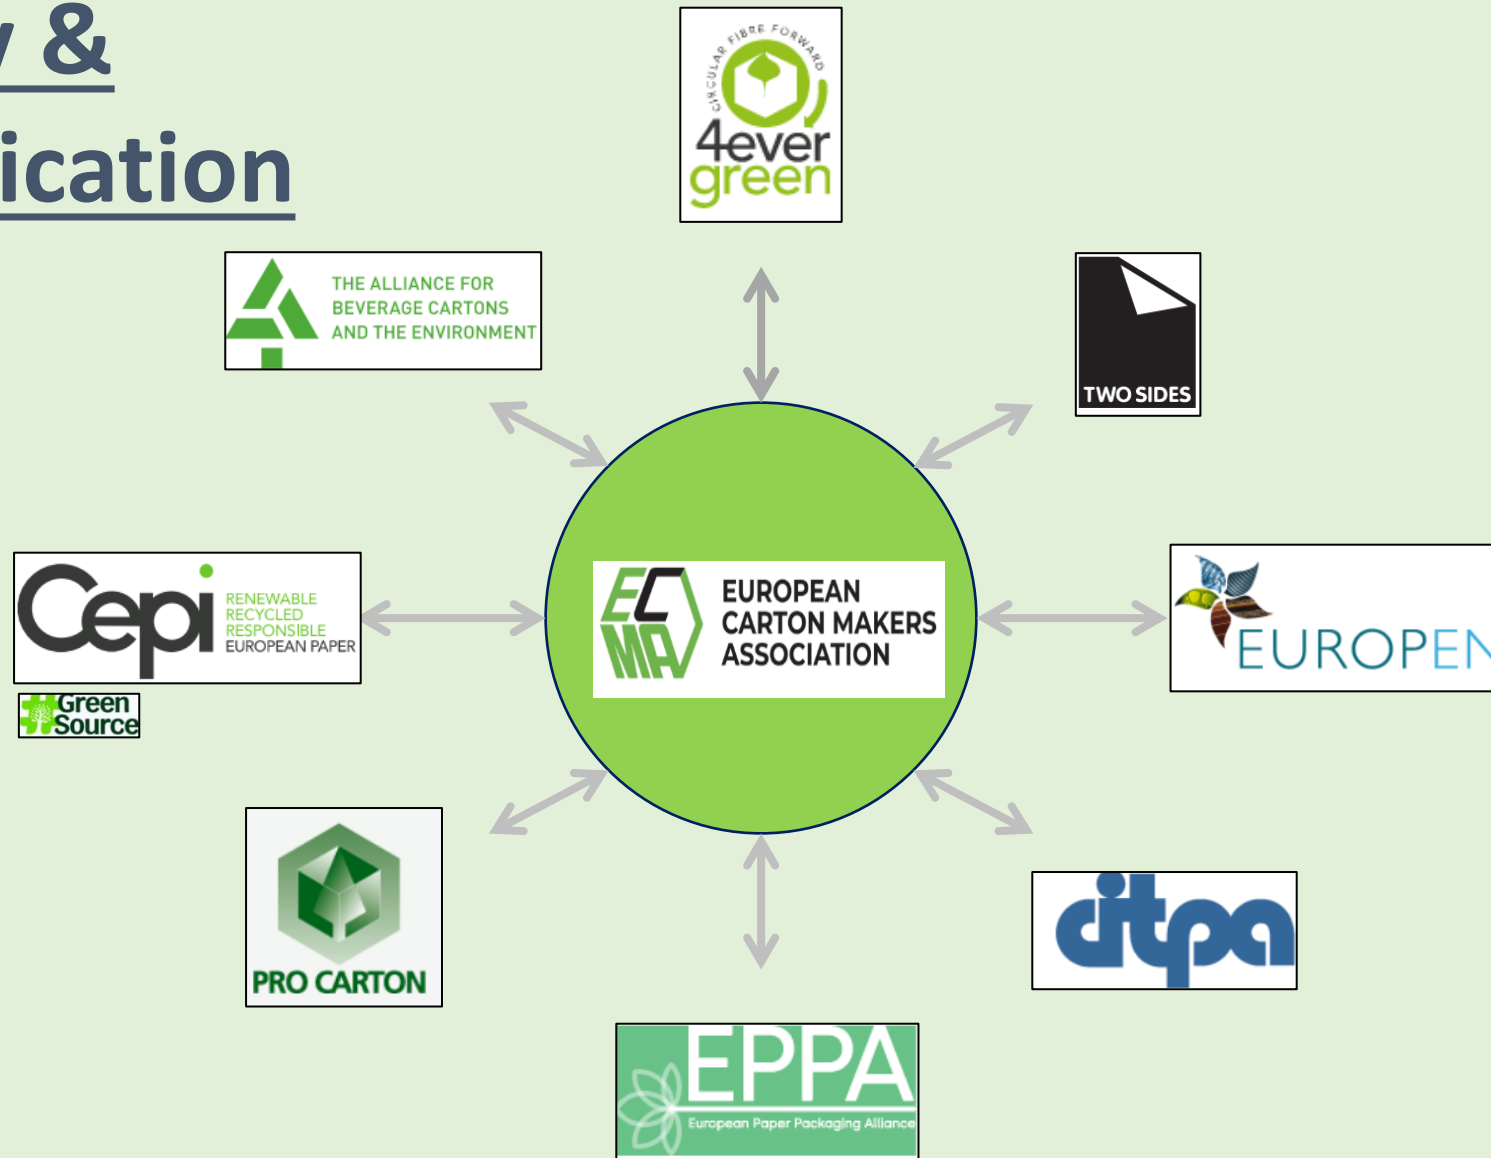 y &
ication
CIRCULAR FIBRE FORWARD
4ever
green
THE ALLIANCE FOR
BEVERAGE CARTONS
AND THE ENVIRONMENT
TWO SIDES
Cepi
RENEWABLE
RECYCLED
RESPONSIBLE
EUROPEAN PAPER
#Green
Source
ECMA
EUROPEAN
CARTON MAKERS
ASSOCIATION
EUROPEN
PRO CARTON
citpa
EPPA
European Paper Packaging Alliance